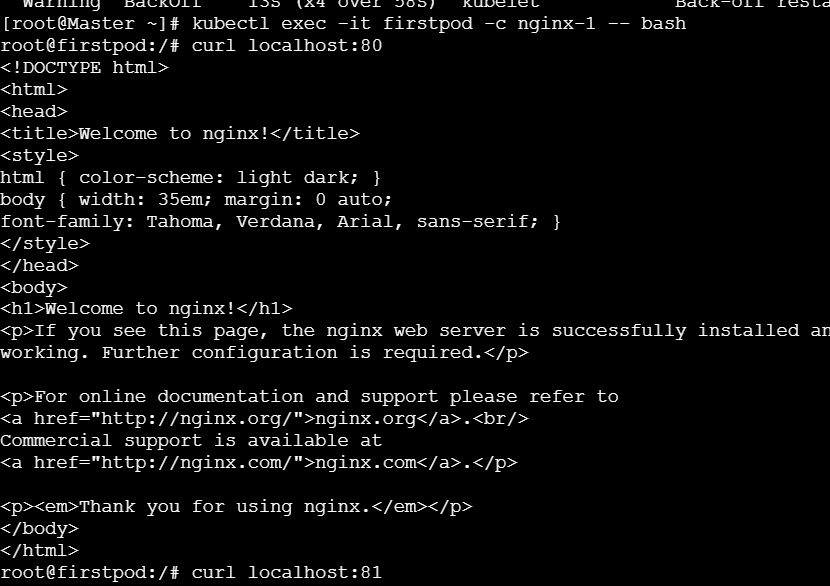 Warning BackOff 13s (x4 over 58s) kubelet Back-off resta
[root@Master ~]# kubectl exec -it firstpod -c nginx-1 -- bash
root@firstpod:/# curl localhost:80
<!DOCTYPE html>
<html>
<head>
<title>Welcome to nginx!</title>
<style>
html { color-scheme: light dark; }
body { width: 35em; margin: 0 auto;
font-family: Tahoma, Verdana, Arial, sans-serif; }
</style>
</head>
<body>
<h1>Welcome to nginx!</h1>
<p>If you see this page, the nginx web server is successfully installed an
working. Further configuration is required.</p>

<p>For online documentation and support please refer to
<a href="http://nginx.org/">nginx.org</a>.<br/>
Commercial support is available at
<a href="http://nginx.com/">nginx.com</a>.</p>

<p><em>Thank you for using nginx.</em></p>
</body>
</html>
root@firstpod:/# curl localhost:81